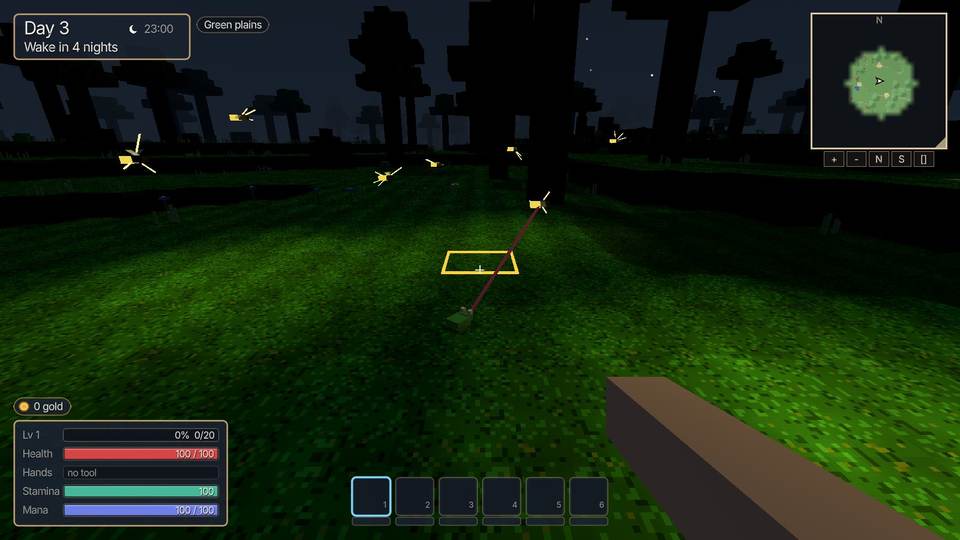 Day 3
23:00
Wake in 4 nights
Green plains
N
+ - N S []
0 gold
Lv 1 0% 0/20
Health 100 / 100
Hands no tool
Stamina 100
Mana 100 / 100
1 2 3 4 5 6